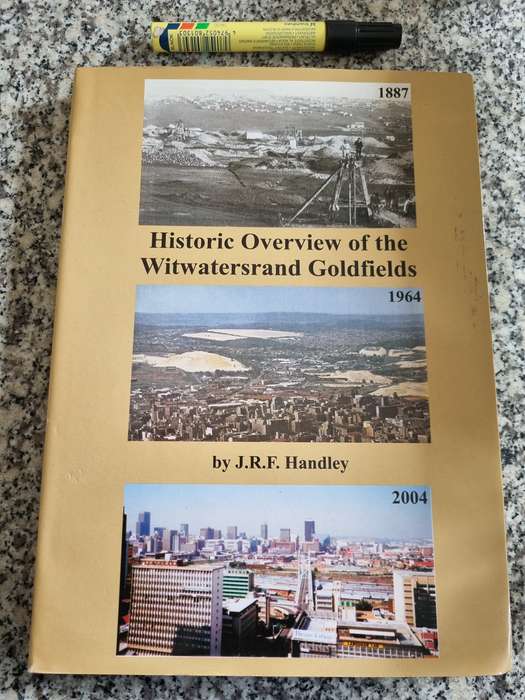 1887
Historic Overview of the
Witwatersrand Goldfields
1964
by J.R.F. Handley
2004